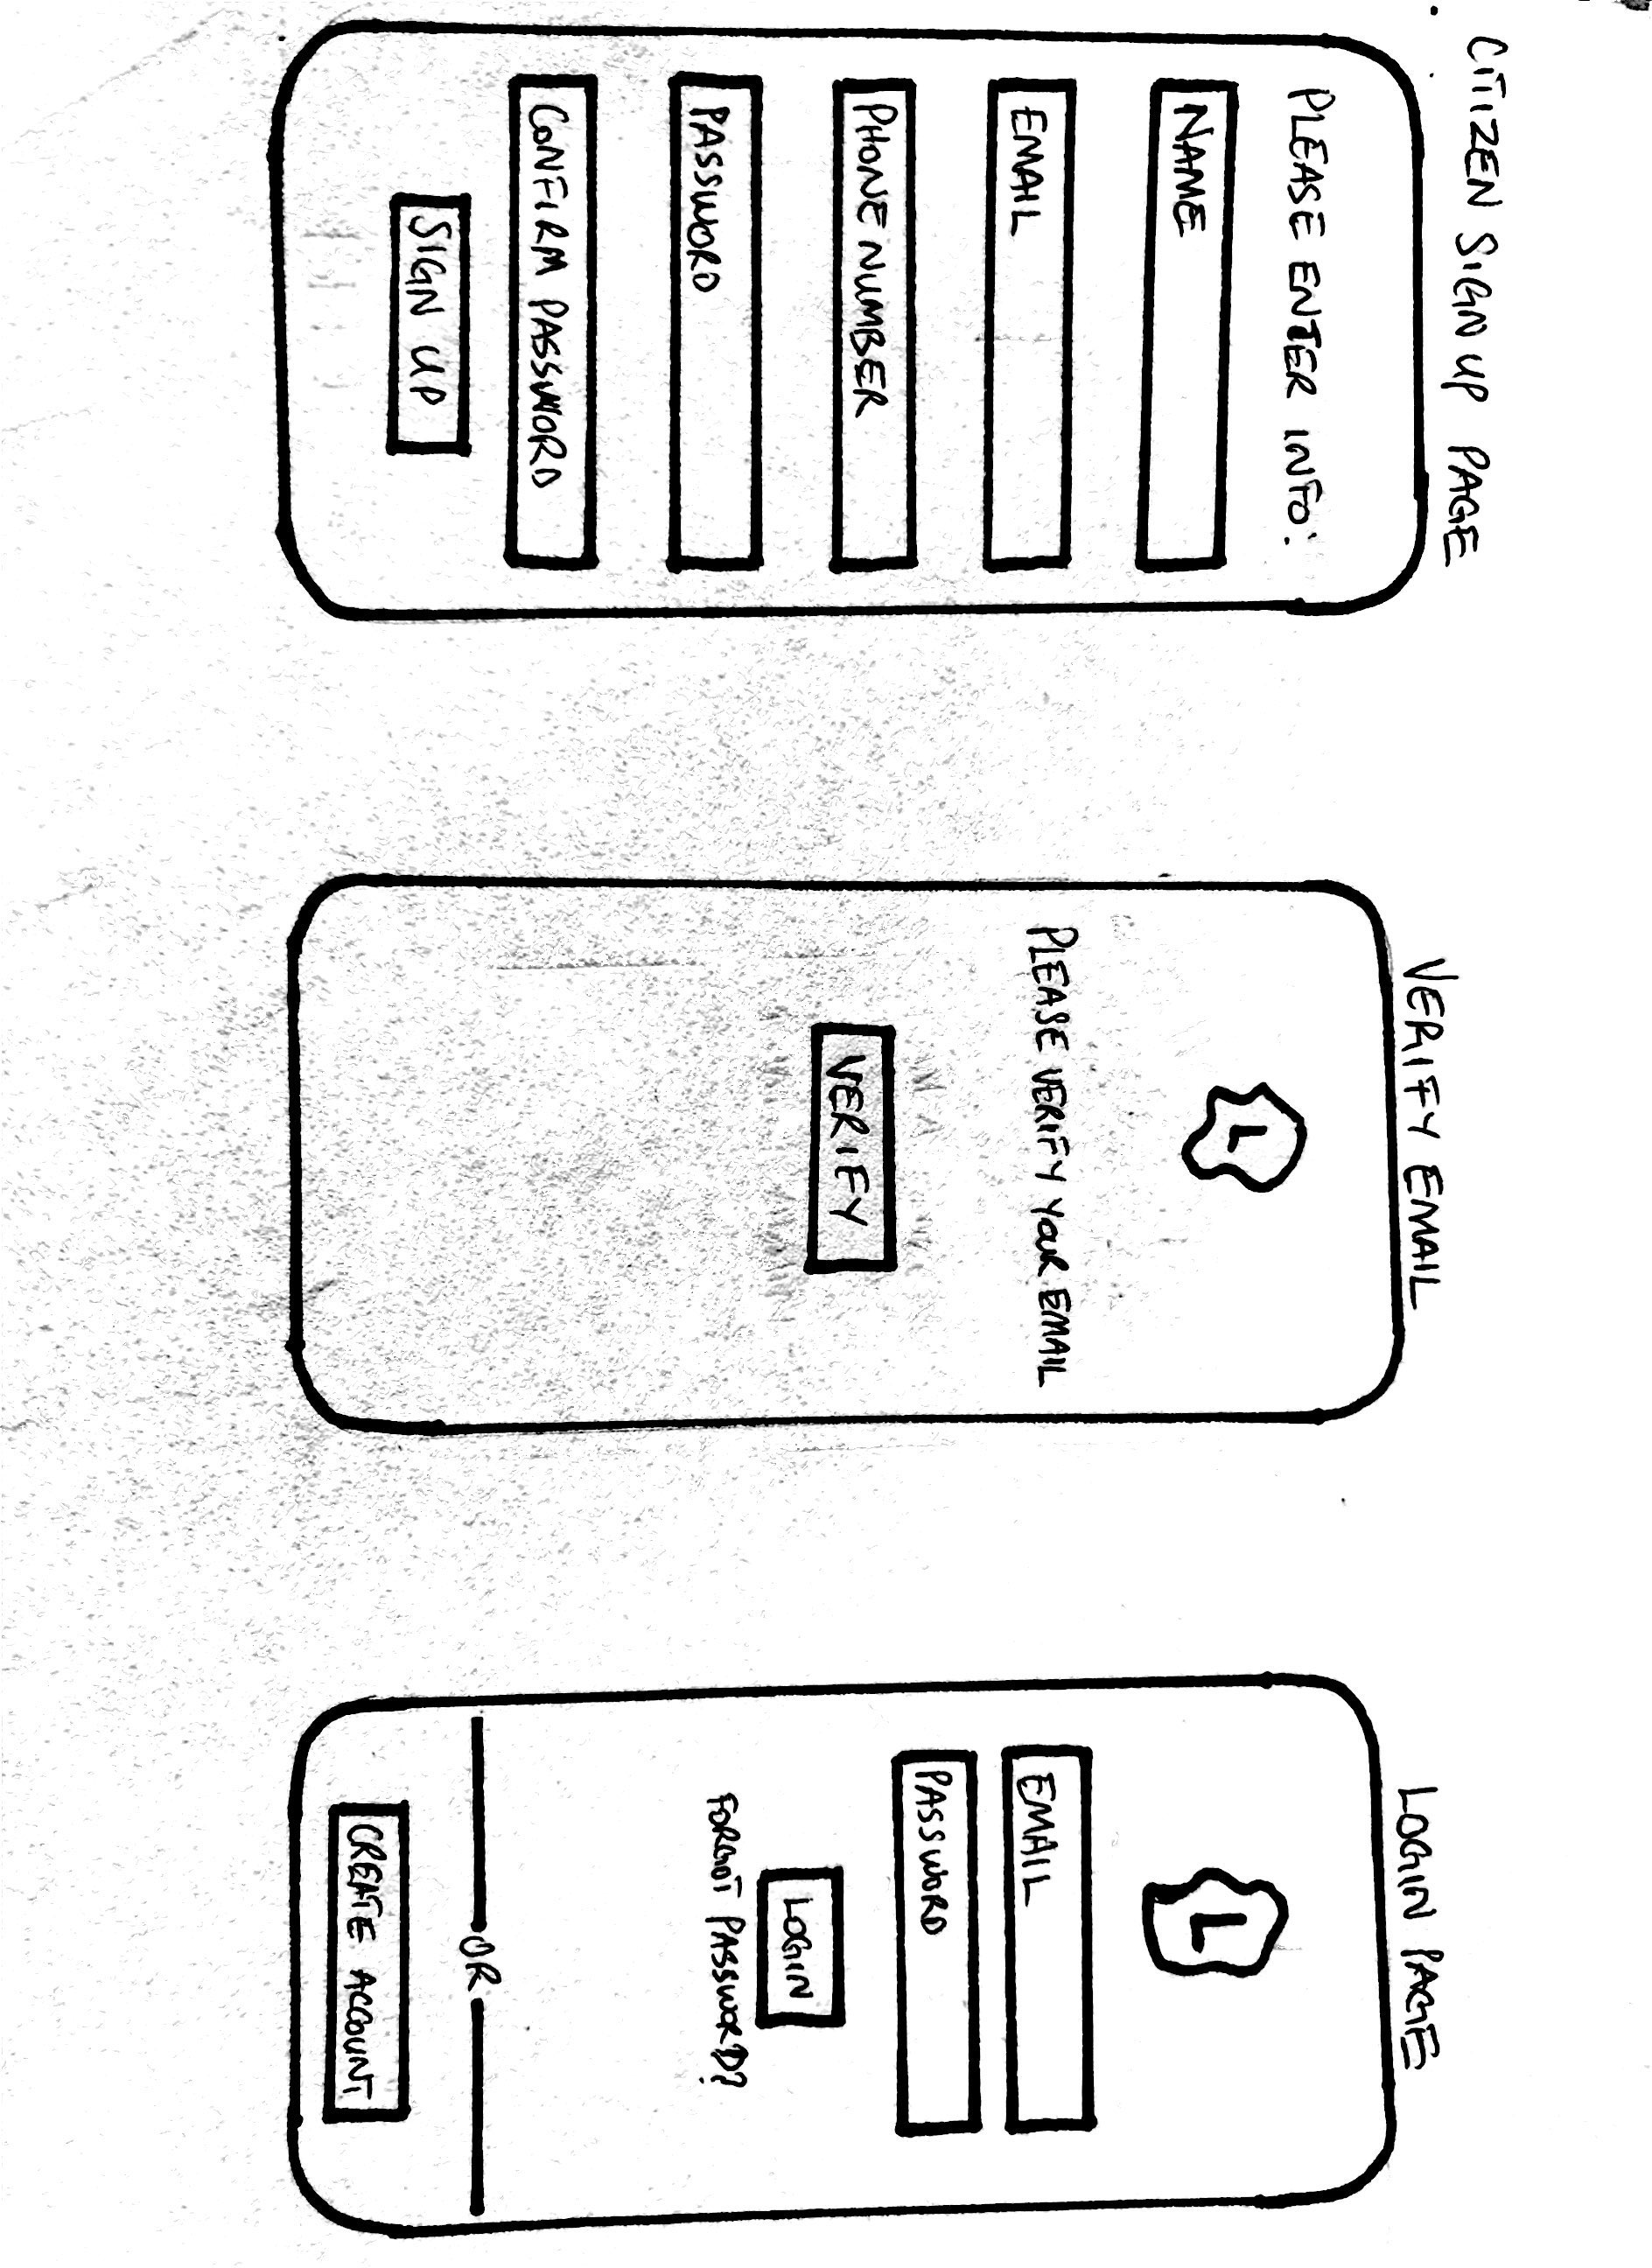 CITIZEN SIGN UP PAGE
PLEASE ENTER INFO:
NAME
EMAIL
PHONE NUMBER
PASSWORD
CONFIRM PASSWORD
SIGN UP
VERIFY EMAIL
L
PLEASE VERIFY YOUR EMAIL
VERIFY
LOGIN PAGE
L
EMAIL
PASSWORD
LOGIN
FORGOT PASSWORD?
OR
CREATE ACCOUNT